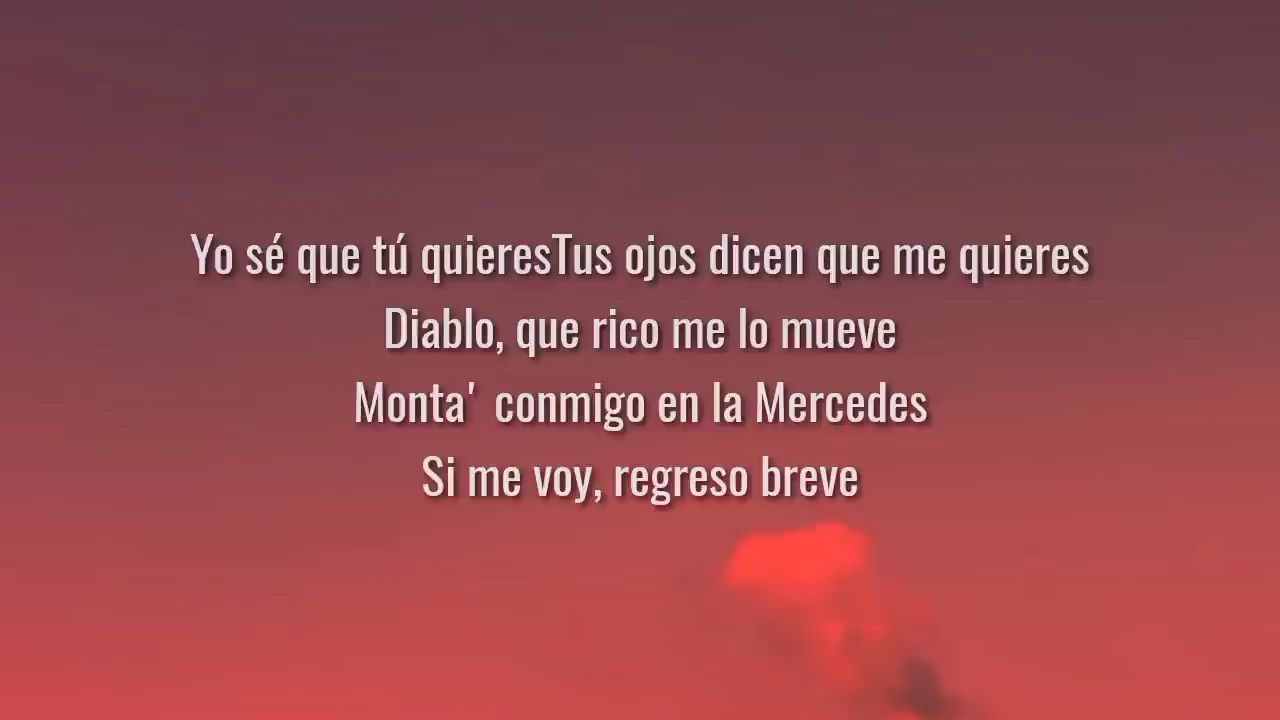 Yo sé que tú quieresTus ojos dicen que me quieres
Diablo, que rico me lo mueve
Monta' conmigo en la Mercedes
Si me voy, regreso breve